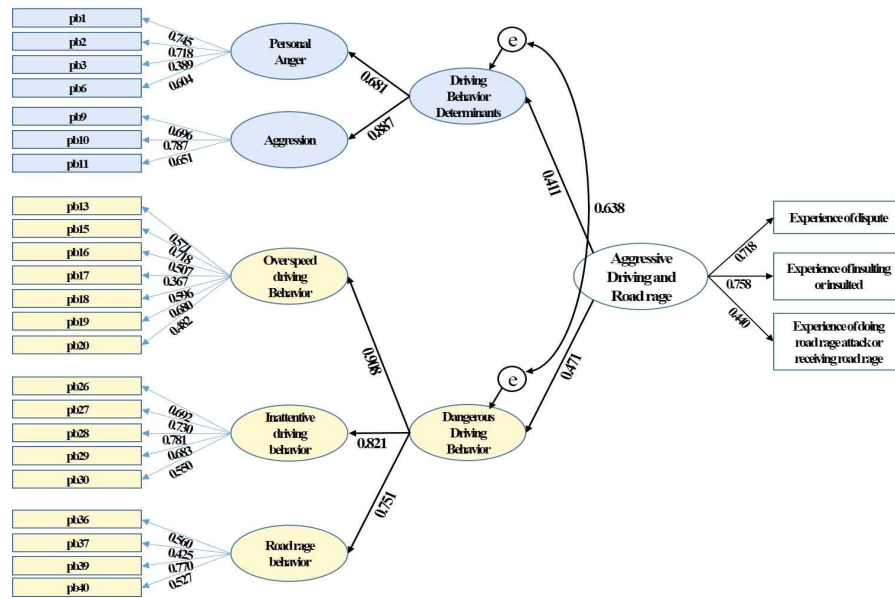 pb1
pb2
pb3
pb6
0.745
0.718
0.389
0.604
Personal
Anger
pb9
pb10
pb11
0.696
0.787
0.651
Aggression
0.681
0.887
Driving
Behavior
Determinants
e
0.411
0.638
pb13
pb15
pb16
pb17
pb18
pb19
pb20
0.571
0.718
0.507
0.367
0.596
0.680
0.482
Over speed
driving
Behavior
Aggressive
Driving and
Road rage
0.718
0.758
0.440
Experience of dispute
Experience of insulting
or insulted
Experience of doing
road rage attack or
receiving road rage
pb26
pb27
pb28
pb29
pb30
0.692
0.730
0.781
0.683
0.550
Inattentive
driving
behavior
0.908
0.821
0.751
e
0.471
Dangerous
Driving
Behavior
pb36
pb37
pb39
pb40
0.560
0.425
0.770
0.527
Road rage
behavior